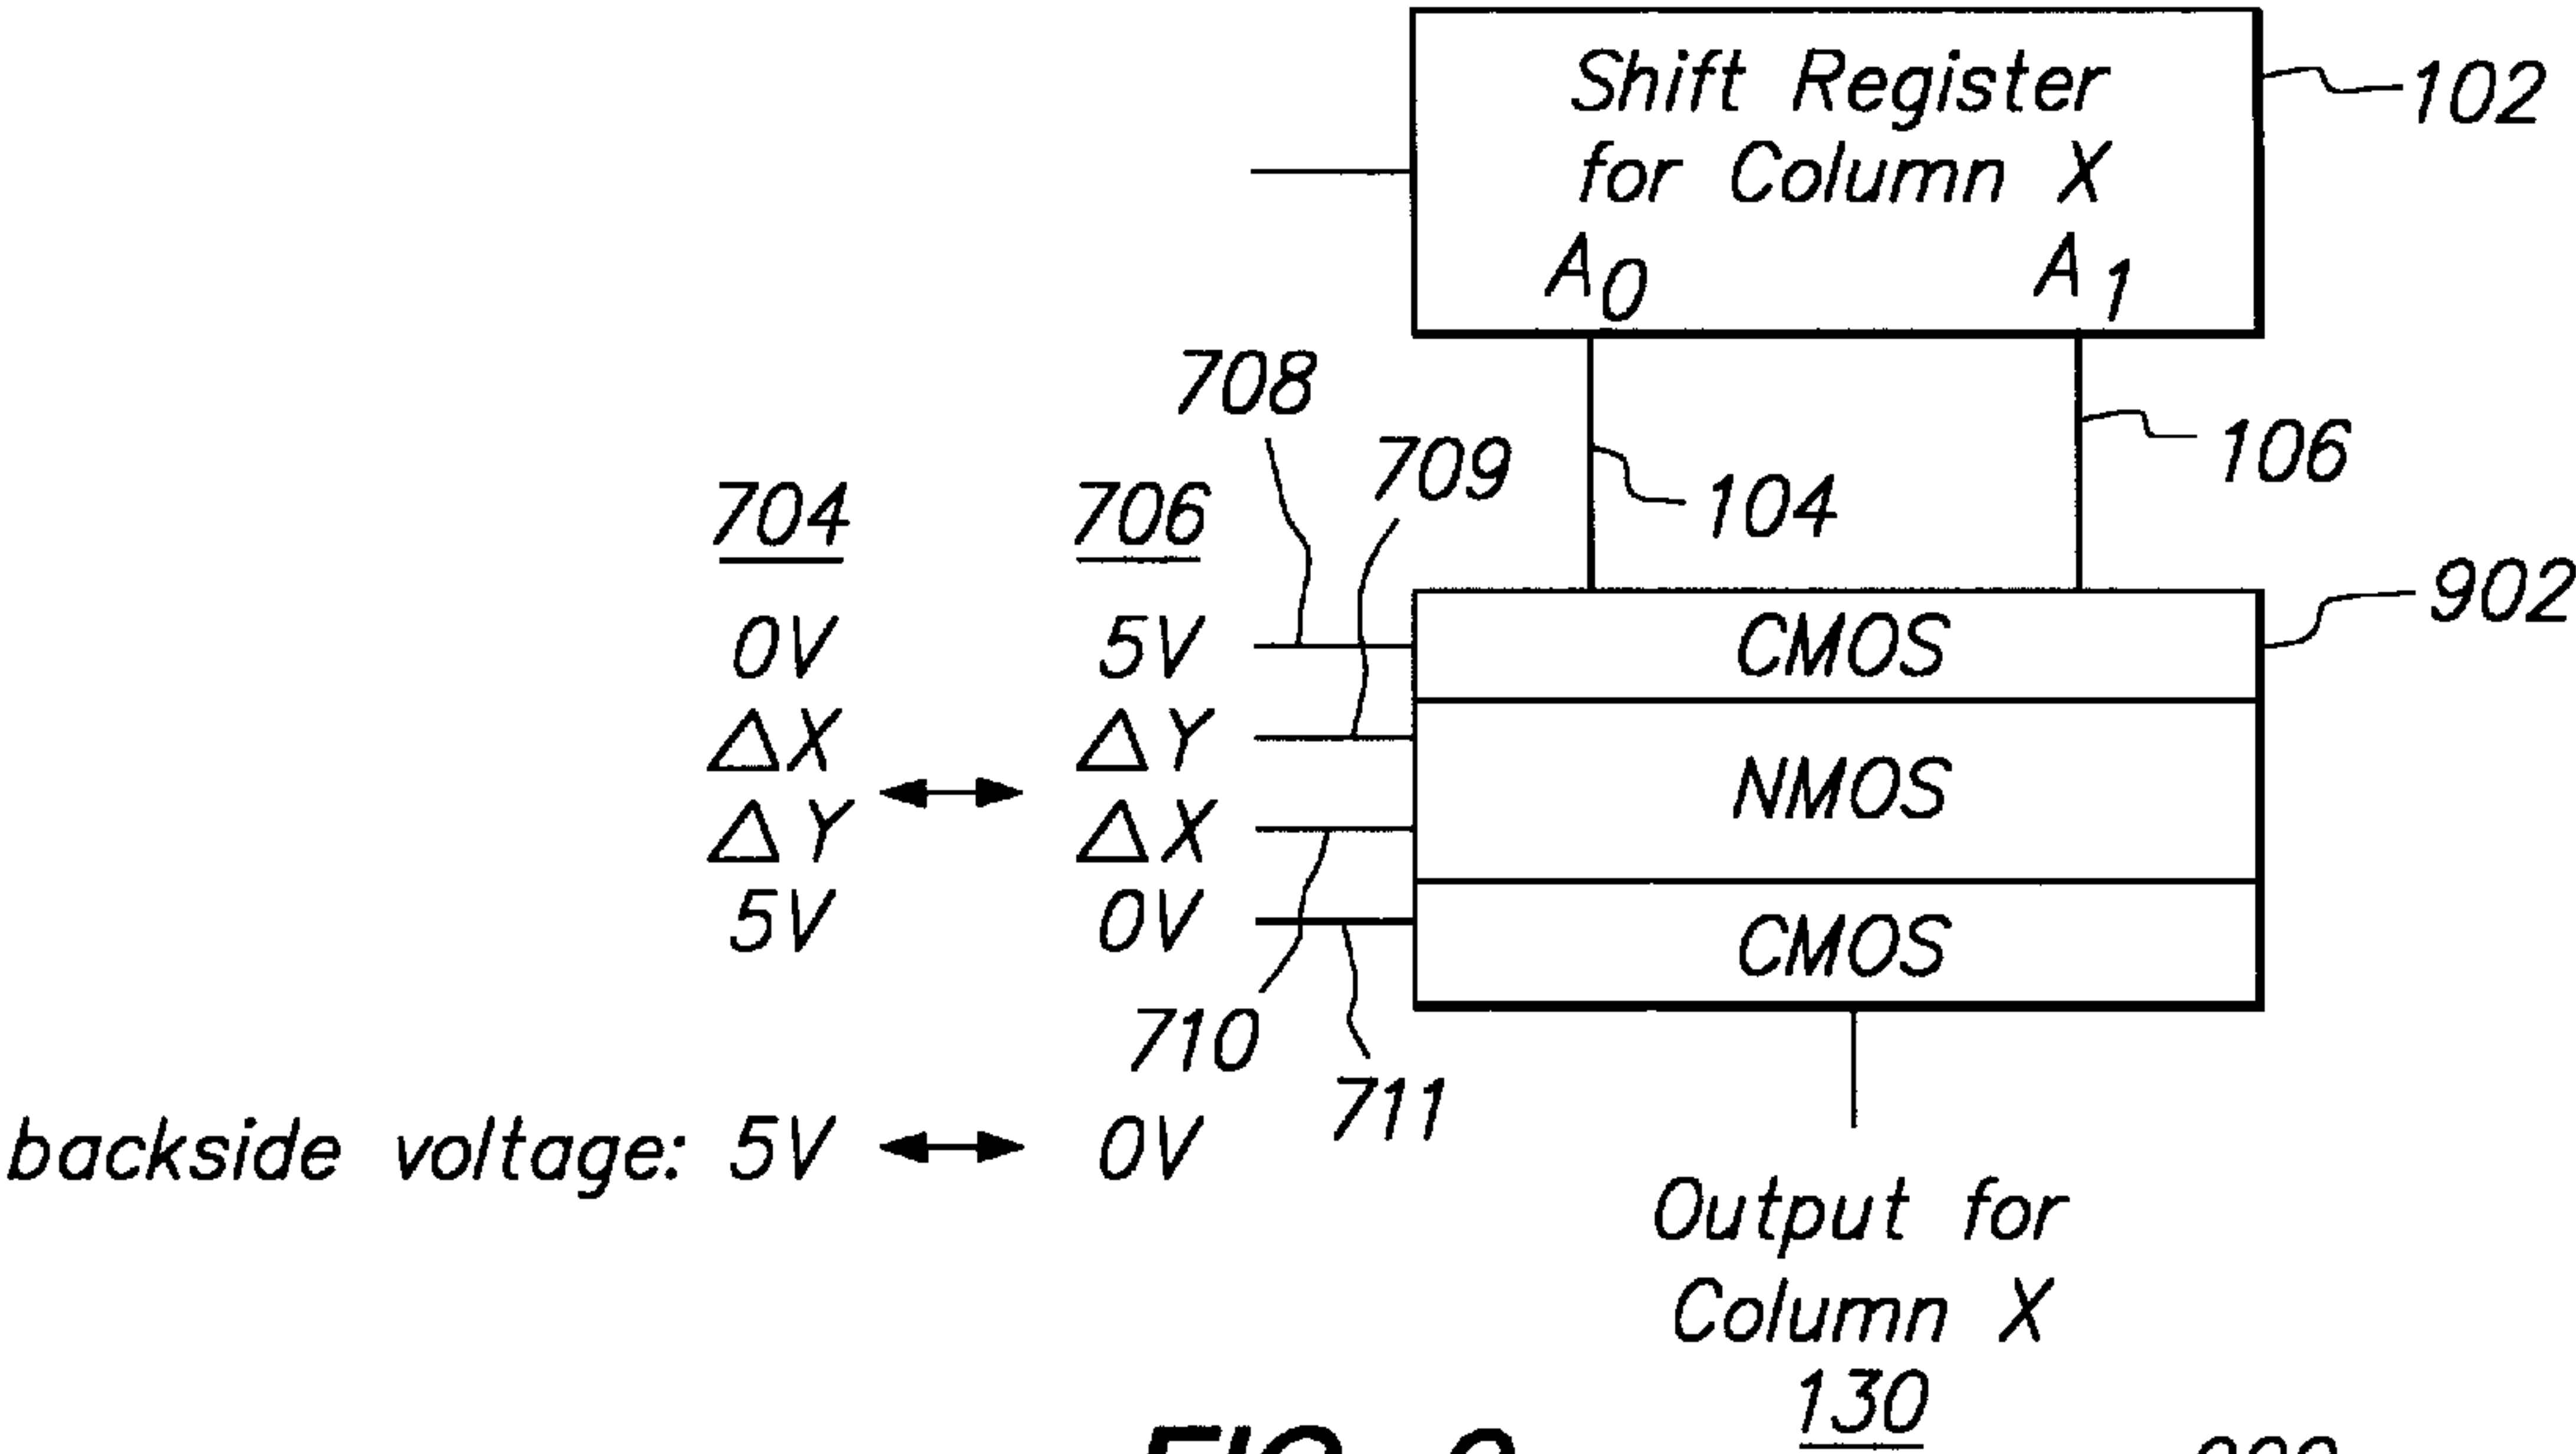 Shift Register
for Column X
A0 A1
102
708
709
104
106
704 706
902
0V 5V
CMOS
ΔX ΔY
NMOS
ΔY ΔX
5V 0V
CMOS
710
711
backside voltage: 5V 0V
Output for
Column X
130